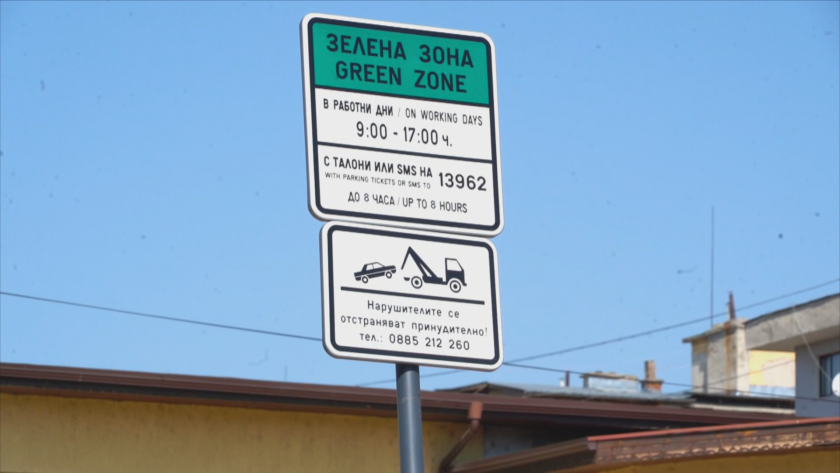 ЗЕЛЕНА ЗОНА
GREEN ZONE
В РАБОТНИ ДНИ / ON WORKING DAYS
9:00 - 17:00 ч.
С ТАЛОНИ ИЛИ SMS НА
WITH PARKING TICKETS OR SMS TO
13962
ДО 8 ЧАСА / UP TO 8 HOURS
Нарушителите се
отстраняват принудително!
тел.: 0885 212 260